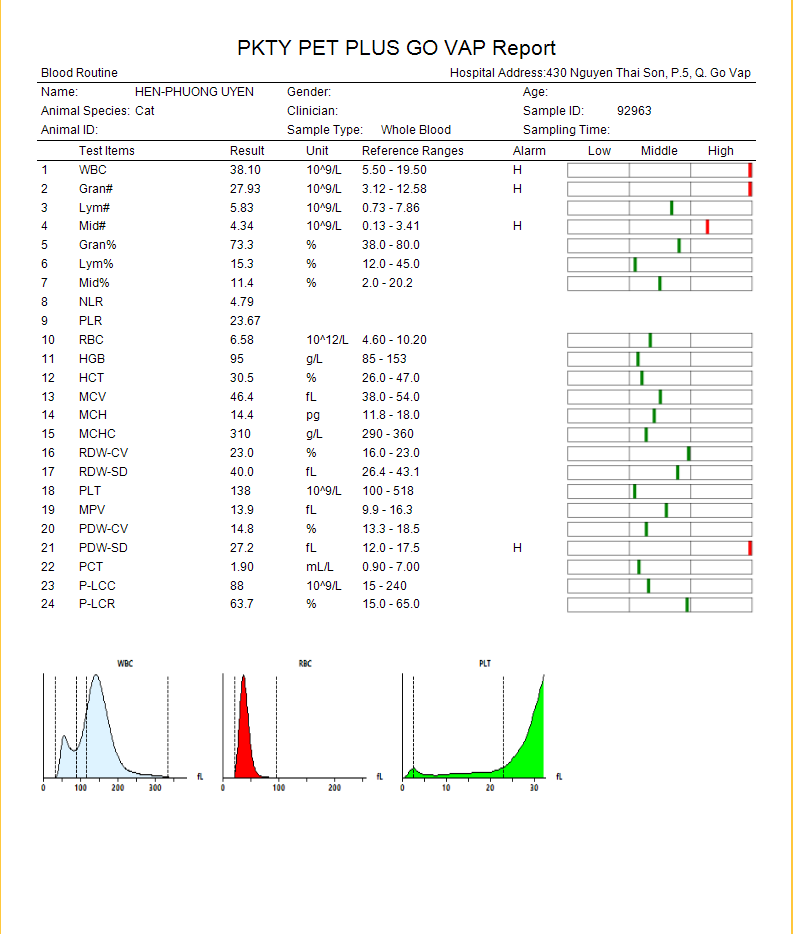 PKTY PET PLUS GO VAP Report
Blood Routine Hospital Address:430 Nguyen Thai Son, P.5, Q. Go Vap
Name: HEN-PHUONG UYEN Gender: Age:
Animal Species: Cat Clinician: Sample ID: 92963
Animal ID: Sample Type: Whole Blood Sampling Time:
Test Items Result Unit Reference Ranges Alarm Low Middle High
1 WBC 38.10 10^9/L 5.50 - 19.50 H
2 Gran# 27.93 10^9/L 3.12 - 12.58 H
3 Lym# 5.83 10^9/L 0.73 - 7.86
4 Mid# 4.34 10^9/L 0.13 - 3.41 H
5 Gran% 73.3 % 38.0 - 80.0
6 Lym% 15.3 % 12.0 - 45.0
7 Mid% 11.4 % 2.0 - 20.2
8 NLR 4.79
9 PLR 23.67
10 RBC 6.58 10^12/L 4.60 - 10.20
11 HGB 95 g/L 85 - 153
12 HCT 30.5 % 26.0 - 47.0
13 MCV 46.4 fL 38.0 - 54.0
14 MCH 14.4 pg 11.8 - 18.0
15 MCHC 310 g/L 290 - 360
16 RDW-CV 23.0 % 16.0 - 23.0
17 RDW-SD 40.0 fL 26.4 - 43.1
18 PLT 138 10^9/L 100 - 518
19 MPV 13.9 fL 9.9 - 16.3
20 PDW-CV 14.8 % 13.3 - 18.5
21 PDW-SD 27.2 fL 12.0 - 17.5 H
22 PCT 1.90 mL/L 0.90 - 7.00
23 P-LCC 88 10^9/L 15 - 240
24 P-LCR 63.7 % 15.0 - 65.0
WBC RBC PLT
fL fL fL
0 100 200 300 0 100 200 0 10 20 30